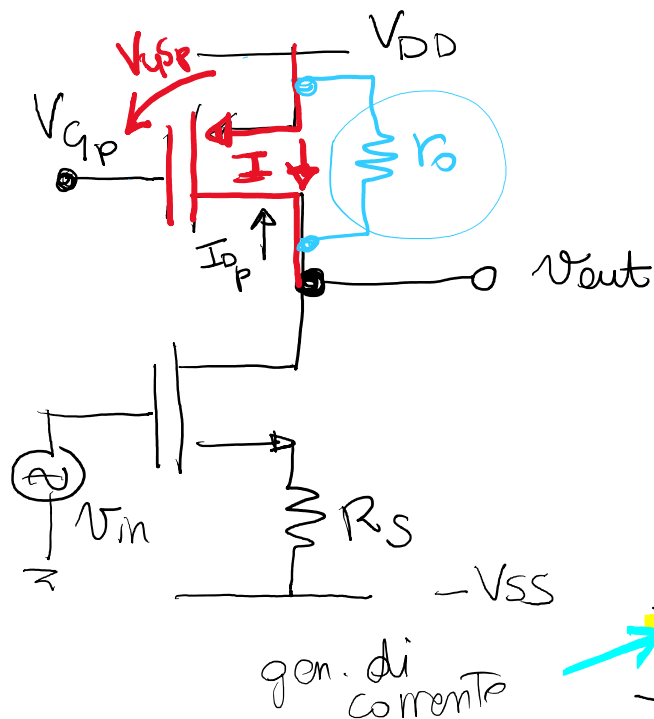 VDD
VGSp
VGp
I
ro
IDp
vout
vin
RS
-VSS
gen. di
corrente